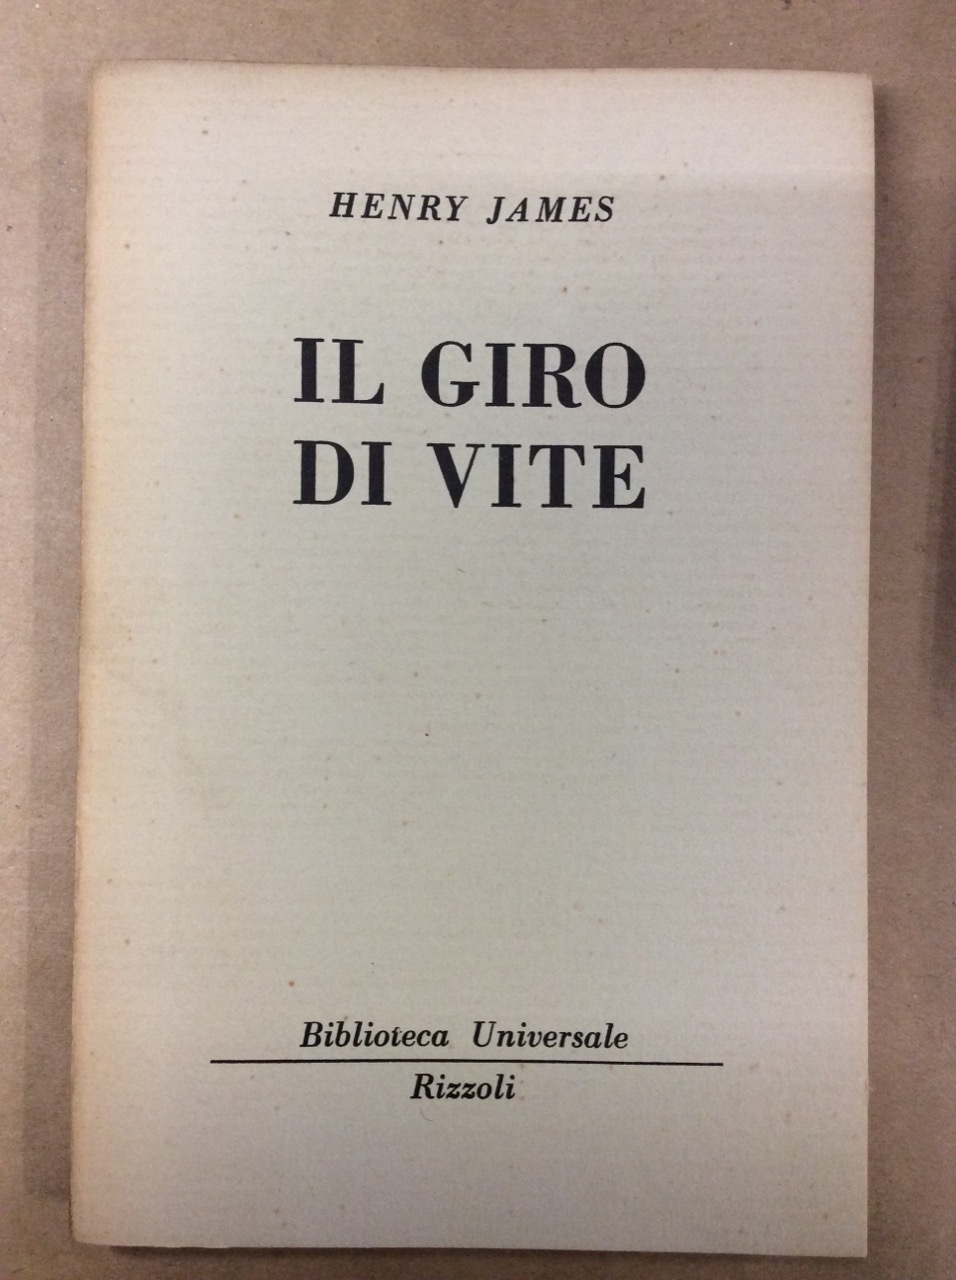 HENRY JAMES
IL GIRO
DI VITE
Biblioteca Universale
Rizzoli